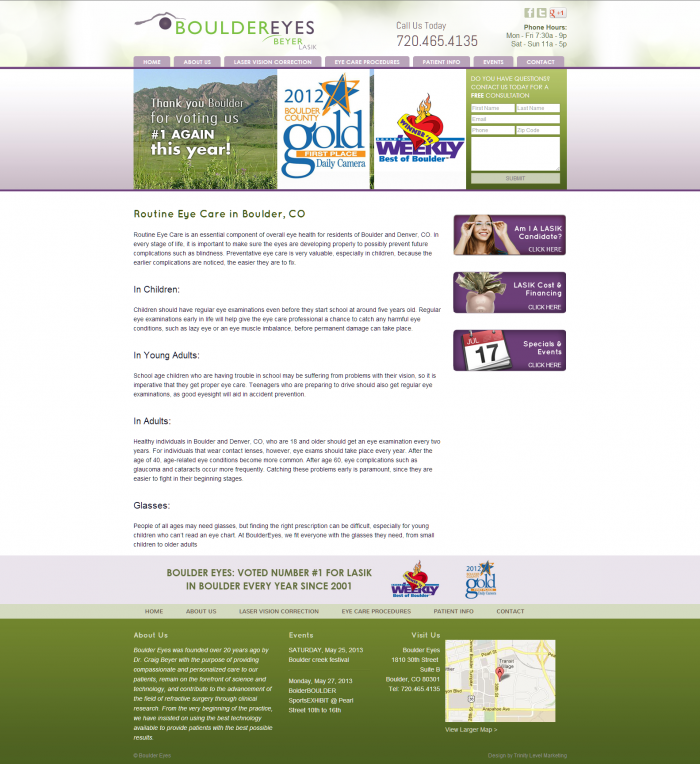 BOULDEREYES
BEYER
LASIK
Call Us Today
720.465.4135
+1
Phone Hours:
Mon - Fri 7:30a - 9p
Sat - Sun 11a - 5p
HOME
ABOUT US
LASER VISION CORRECTION
EYE CARE PROCEDURES
PATIENT INFO
EVENTS
CONTACT
Thank you Boulder
for voting us
#1 AGAIN
this year!
2012
BOULDER
COUNTY
gold
FIRST PLACE
Daily Camera
WINNER '12
WEEKLY
Best of Boulder
DO YOU HAVE QUESTIONS?
CONTACT US TODAY FOR A
FREE CONSULTATION
First Name Last Name
Email
Phone Zip Code
SUBMIT
Routine Eye Care in Boulder, CO
Routine Eye Care is an essential component of overall eye health for residents of Boulder and Denver, CO. In
every stage of life, it is important to make sure the eyes are developing properly to possibly prevent future
complications such as blindness. Preventative eye care is very valuable, especially in children, because the
earlier complications are noticed, the easier they are to fix.
In Children:
Children should have regular eye examinations even before they start school at around five years old. Regular
eye examinations early in life will help give the eye care professional a chance to catch any harmful eye
conditions, such as lazy eye or an eye muscle imbalance, before permanent damage can take place.
In Young Adults:
School age children who are having trouble in school may be suffering from problems with their vision, so it is
imperative that they get proper eye care. Teenagers who are preparing to drive should also get regular eye
examinations, as good eyesight will aid in accident prevention.
In Adults:
Healthy individuals in Boulder and Denver, CO, who are 18 and older should get an eye examination every two
years. For individuals that wear contact lenses, however, eye exams should take place every year. After the
age of 40, age-related eye conditions become more common. After age 60, eye complications such as
glaucoma and cataracts occur more frequently. Catching these problems early is paramount, since they are
easier to fight in their beginning stages.
Glasses:
People of all ages may need glasses, but finding the right prescription can be difficult, especially for young
children who can't read an eye chart. At BoulderEyes, we fit everyone with the glasses they need, from small
children to older adults
Am I A LASIK
Candidate?
CLICK HERE
LASIK Cost &
Financing
CLICK HERE
JUL
17
Specials &
Events
CLICK HERE
BOULDER EYES: VOTED NUMBER #1 FOR LASIK
IN BOULDER EVERY YEAR SINCE 2001
WEEKLY
Best of Boulder
2012
gold
HOME
ABOUT US
LASER VISION CORRECTION
EYE CARE PROCEDURES
PATIENT INFO
CONTACT
About Us
Boulder Eyes was founded over 20 years ago by
Dr. Craig Beyer with the purpose of providing
compassionate and personalized care to our
patients, remain on the forefront of science and
technology, and contribute to the advancement of
the field of refractive surgery through clinical
research. From the very beginning of the practice,
we have insisted on using the best technology
available to provide patients with the best possible
results.
Events
SATURDAY, May 25, 2013
Boulder creek festival
Monday, May 27, 2013
BolderBOULDER
SportsEXHIBIT @ Pearl
Street 10th to 16th
Visit Us
Boulder Eyes
1810 30th Street
Suite B
Boulder, CO 80301
Tel: 720.465.4135
Transit
Village
A
View Larger Map >
© Boulder Eyes
Design by Thrive Level Marketing